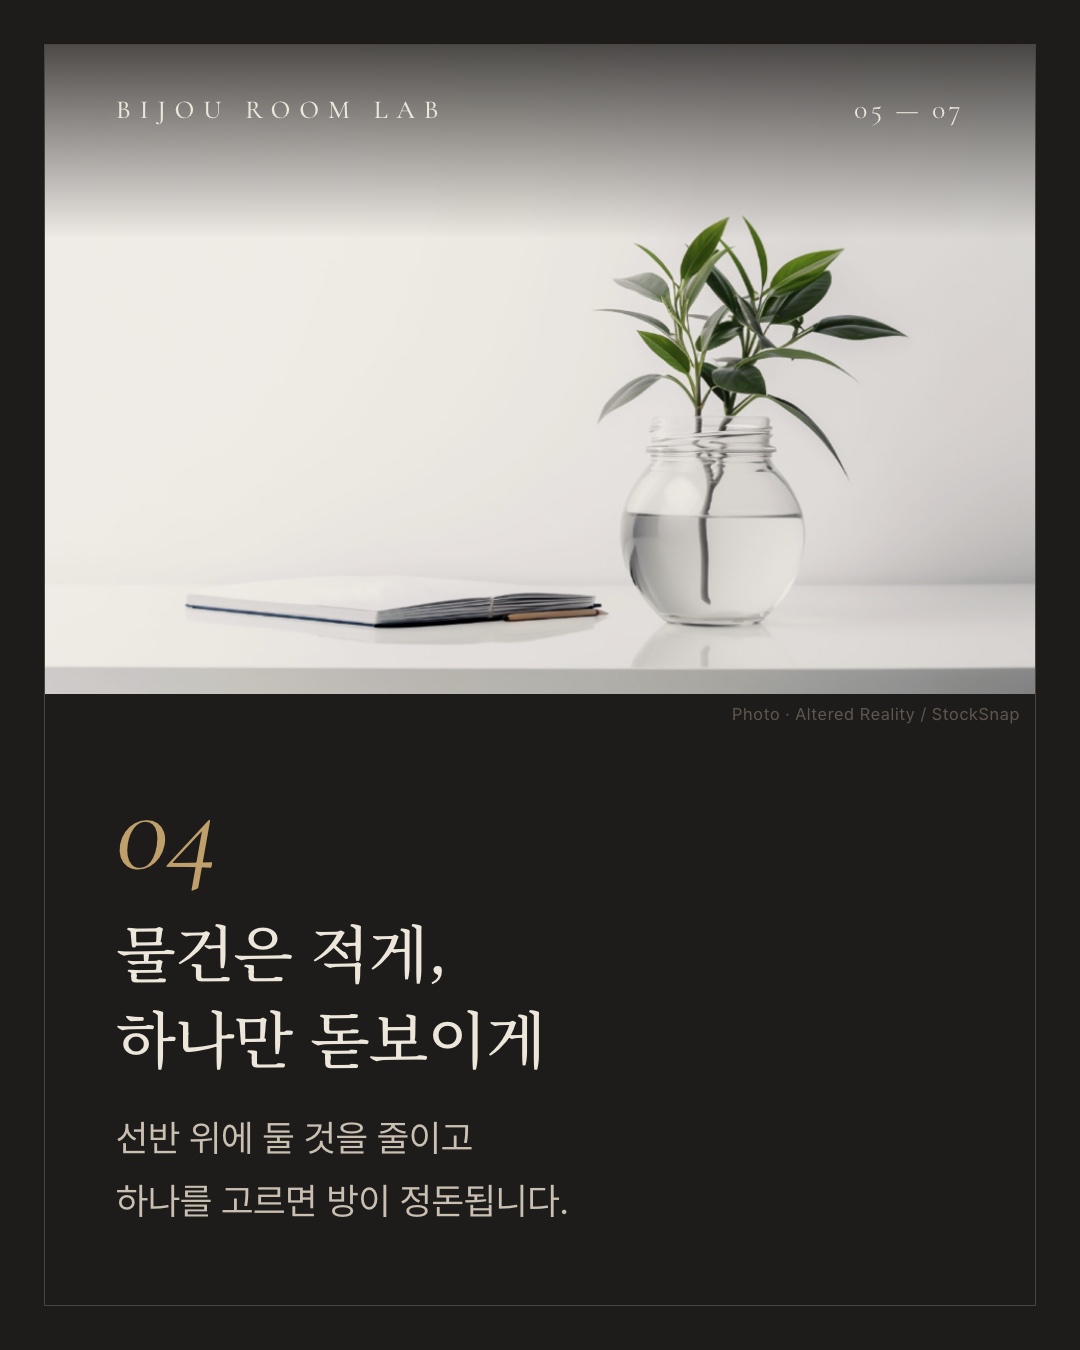 BIJOU ROOM LAB
05 — 07
Photo · Altered Reality / StockSnap
04
물건은 적게,
하나만 돋보이게
선반 위에 둘 것을 줄이고
하나를 고르면 방이 정돈됩니다.